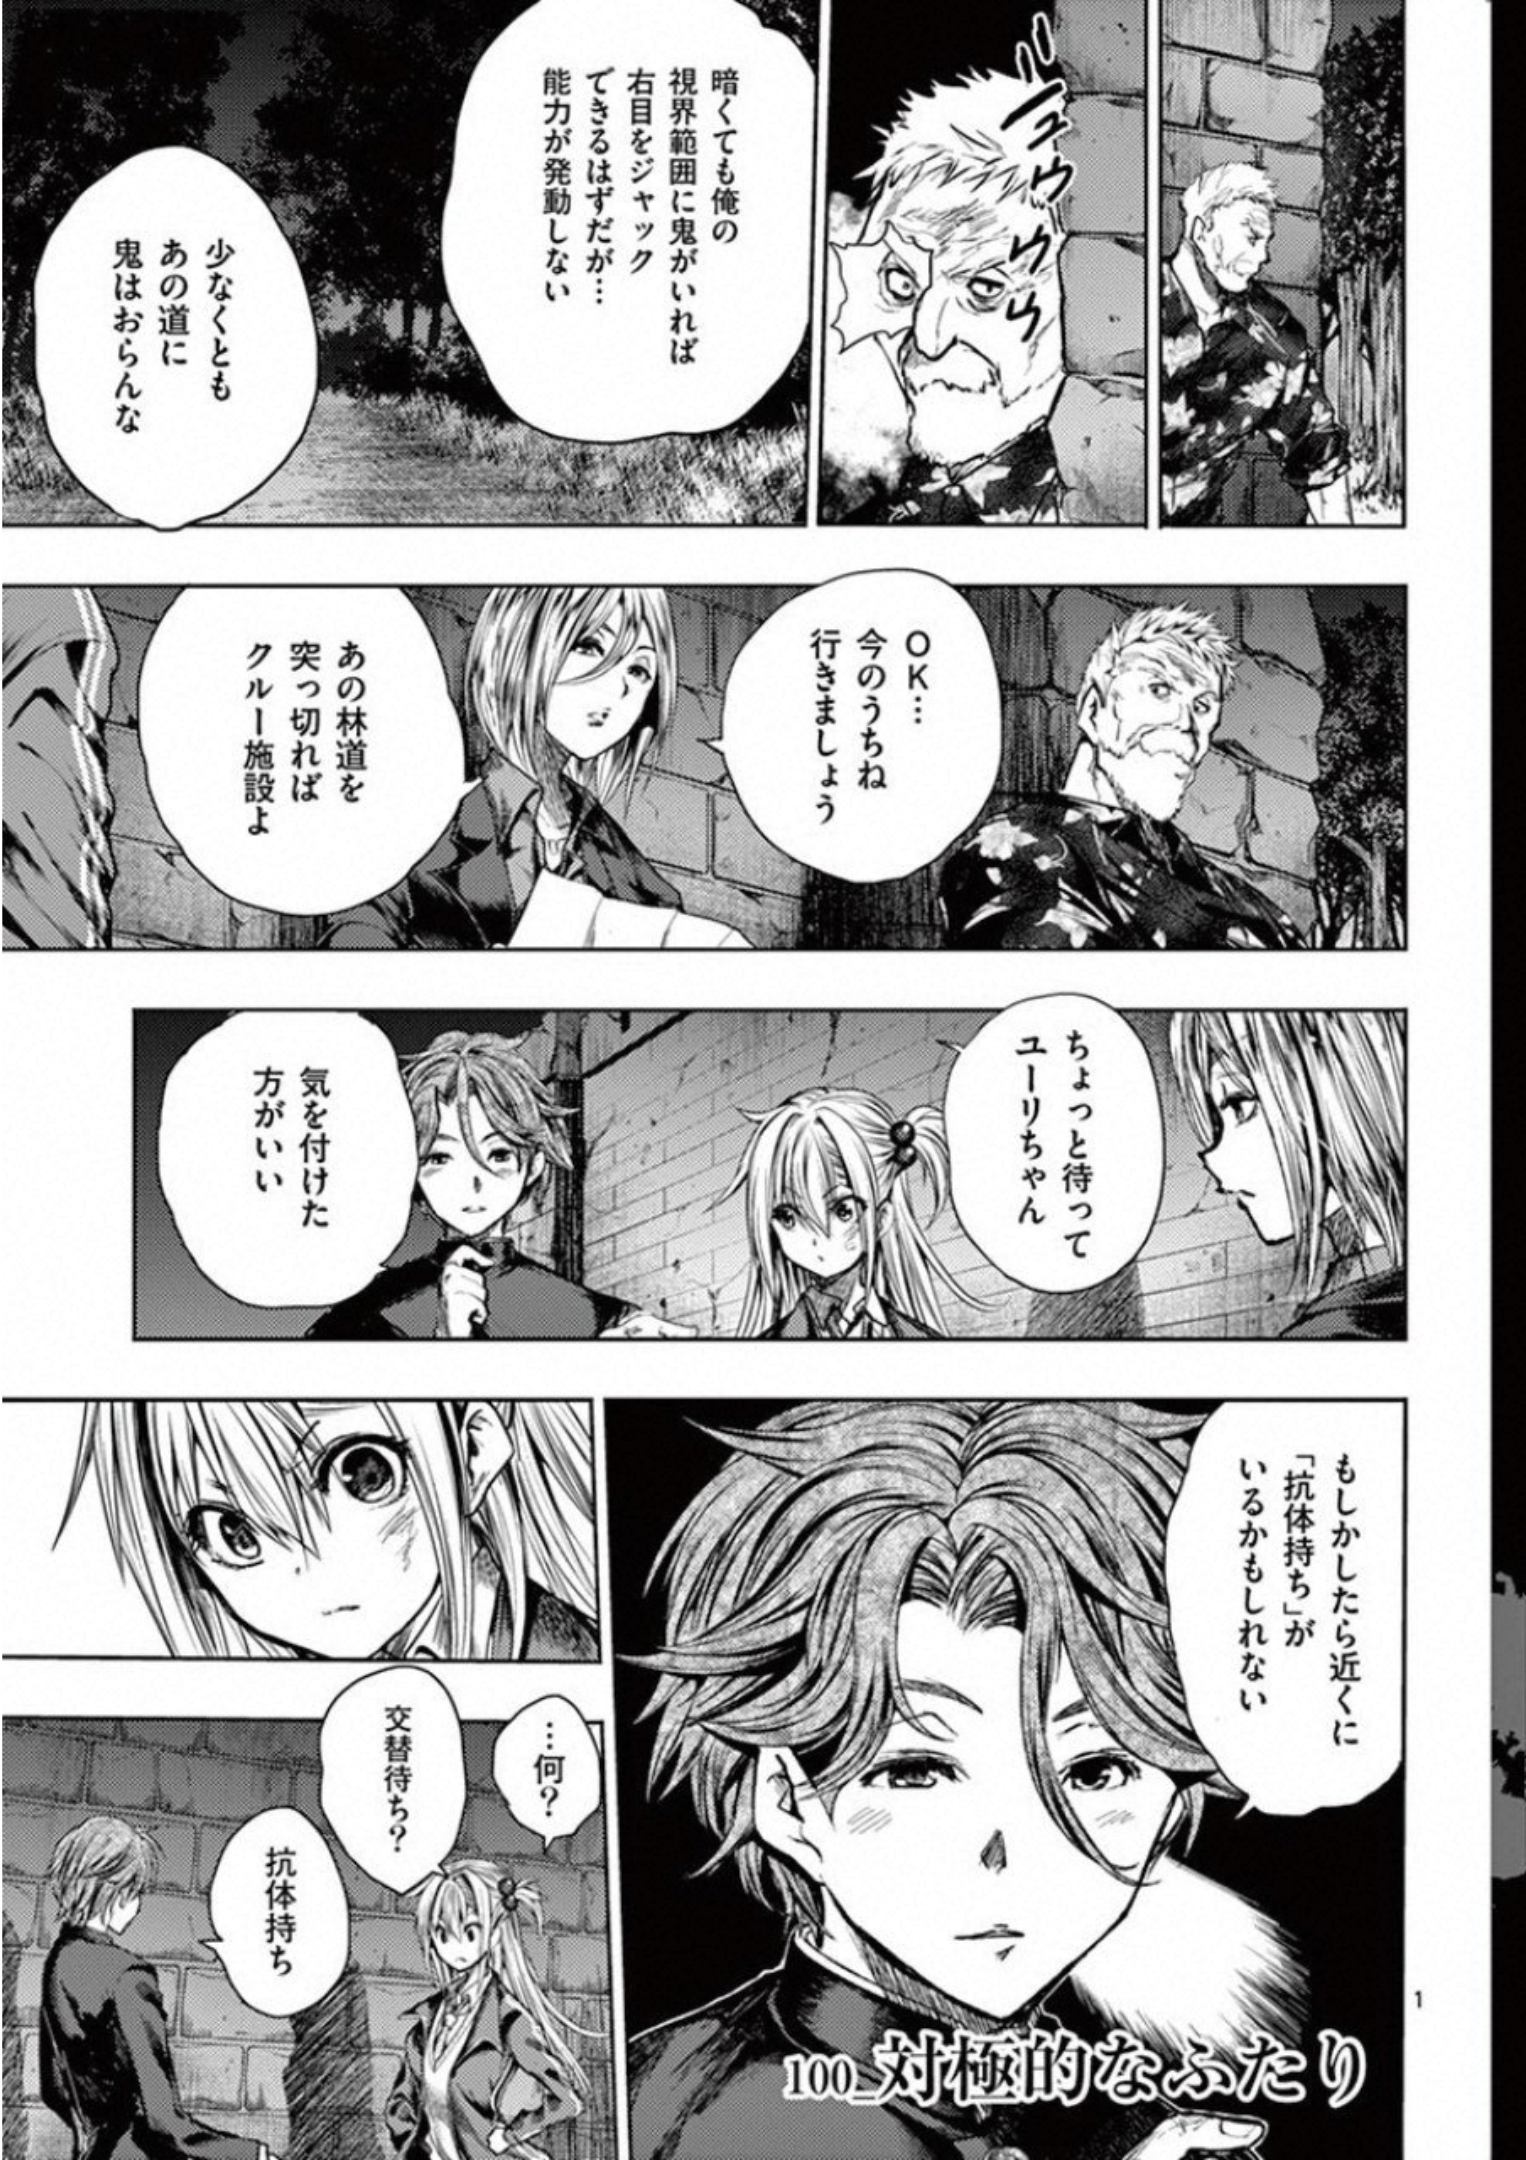 ギュウウウ
暗くても俺の
視界範囲に鬼がいれば
右目をジャック
できるはずだが…
能力が発動しない
少なくとも
あの道に
鬼はおらんな
OK…
今のうちね
行きましょう
あの林道を
突っ切れば
クルー施設よ
ちょっと待って
ユーリちゃん
気を付けた
方がいい
もしかしたら近くに
「抗体持ち」が
いるかもしれない
…何?
交替待ち?
抗体持ち
1
100_対極的なふたり